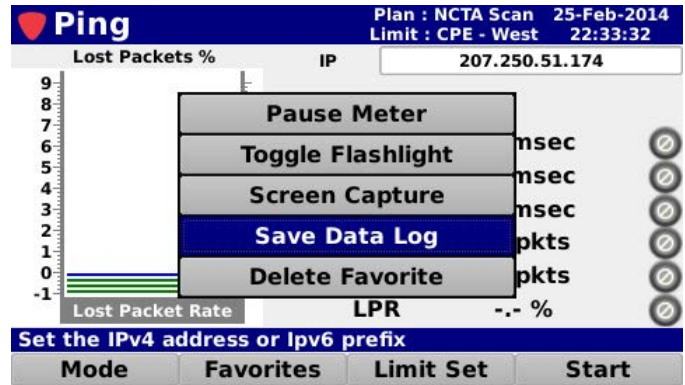 Ping
Plan : NCTA Scan 25-Feb-2014
Limit : CPE - West 22:33:32
Lost Packets %
IP 207.250.51.174
9
8
7
6
5
4
3
2
1
0
-1
Pause Meter
Toggle Flashlight
Screen Capture
Save Data Log
Delete Favorite
msec
msec
msec
pkts
pkts
Lost Packet Rate
LPR -.- %
Set the IPv4 address or Ipv6 prefix
Mode Favorites Limit Set Start